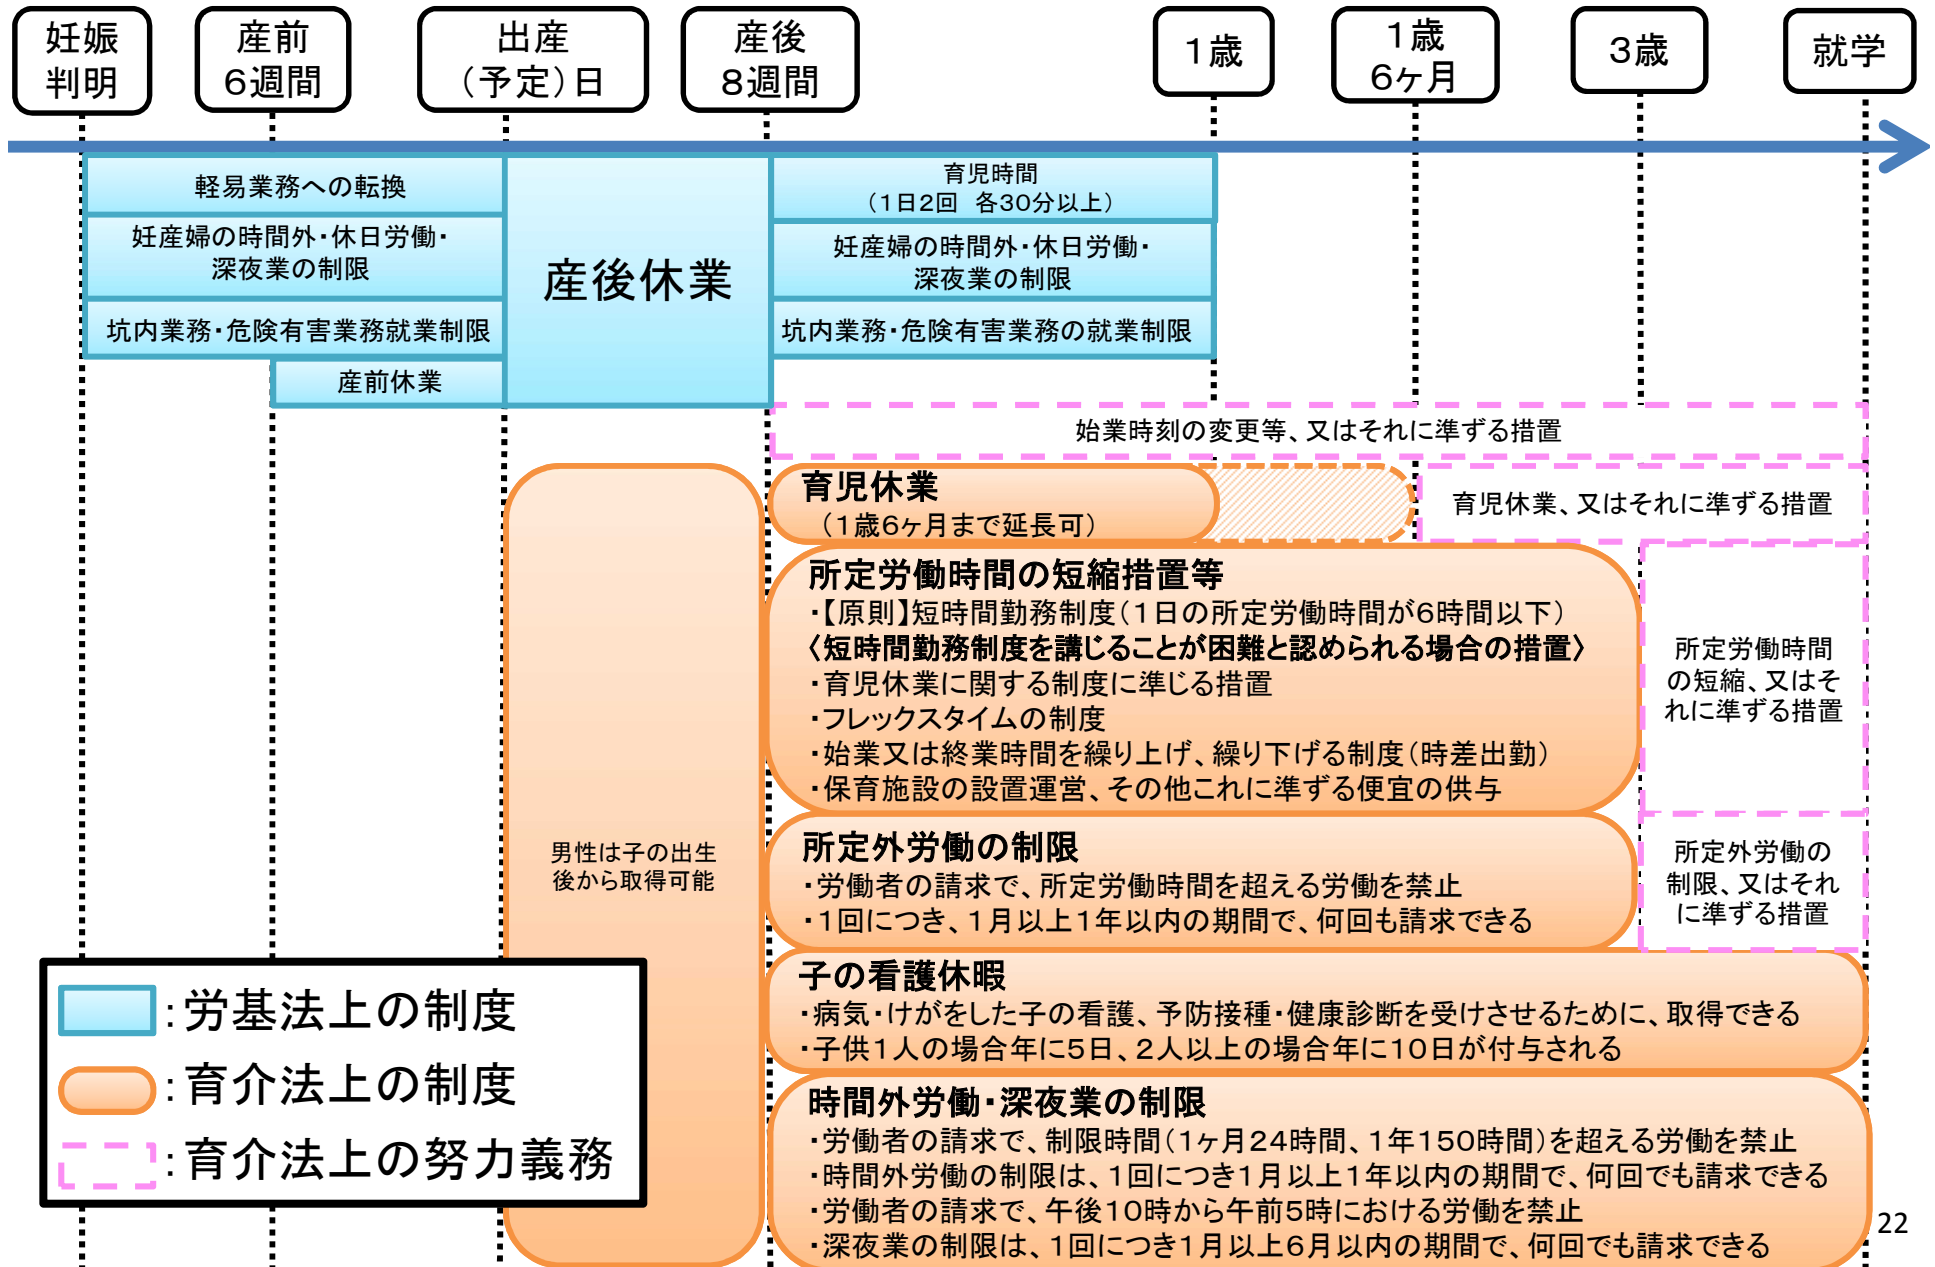 妊娠
判明
産前
6週間
出産
（予定）日
産後
8週間
1歳
1歳
6ヶ月
3歳
就学
軽易業務への転換
妊産婦の時間外・休日労働・
深夜業の制限
坑内業務・危険有害業務就業制限
産前休業
産後休業
育児時間
（1日2回　各30分以上）
妊産婦の時間外・休日労働・
深夜業の制限
坑内業務・危険有害業務の就業制限
始業時刻の変更等、又はそれに準ずる措置
育児休業
（1歳6ヶ月まで延長可）
育児休業、又はそれに準ずる措置
所定労働時間の短縮措置等
・【原則】短時間勤務制度（1日の所定労働時間が6時間以下）
〈短時間勤務制度を講じることが困難と認められる場合の措置〉
・育児休業に関する制度に準じる措置
・フレックスタイムの制度
・始業又は終業時間を繰り上げ、繰り下げる制度（時差出勤）
・保育施設の設置運営、その他これに準ずる便宜の供与
所定労働時間
の短縮、又はそ
れに準ずる措置
男性は子の出生
後から取得可能
所定外労働の制限
・労働者の請求で、所定労働時間を超える労働を禁止
・1回につき、1月以上1年以内の期間で、何回も請求できる
所定外労働の
制限、又はそれ
に準ずる措置
子の看護休暇
・病気・けがをした子の看護、予防接種・健康診断を受けさせるために、取得できる
・子供1人の場合年に5日、2人以上の場合年に10日が付与される
時間外労働・深夜業の制限
・労働者の請求で、制限時間（1ヶ月24時間、1年150時間）を超える労働を禁止
・時間外労働の制限は、1回につき1月以上1年以内の期間で、何回でも請求できる
・労働者の請求で、午後10時から午前5時における労働を禁止
・深夜業の制限は、1回につき1月以上6月以内の期間で、何回でも請求できる
：労基法上の制度
：育介法上の制度
：育介法上の努力義務
22